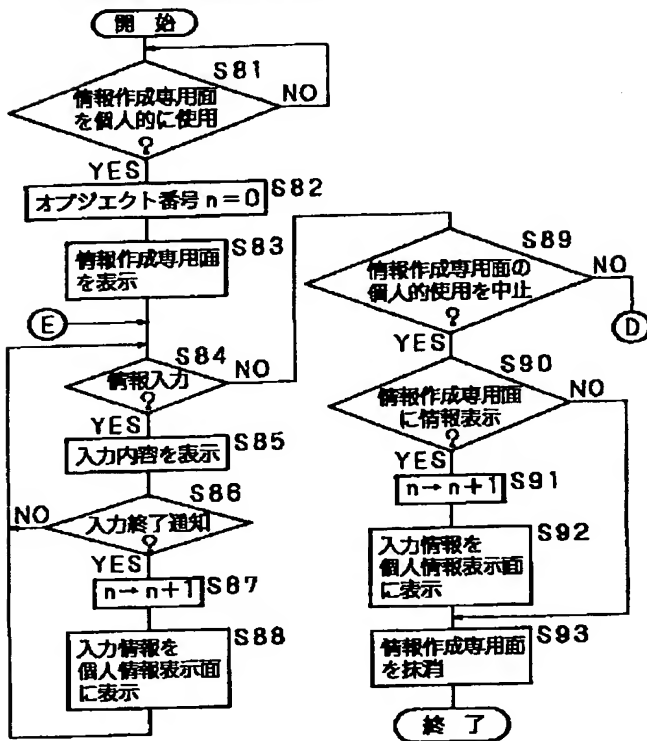 開 始
S81
情報作成専用面
を個人的に使用
?
NO
YES
S82
オブジェクト番号 n=0
S83
情報作成専用面
を表示
E
S84
情報入力
?
NO
YES
S85
入力内容を表示
S86
入力終了通知
?
NO
YES
S87
n→n+1
S88
入力情報を
個人情報表示面
に表示
S89
情報作成専用面の
個人的使用を中止
?
NO
D
YES
S90
情報作成専用面
に情報表示
?
NO
YES
S91
n→n+1
S92
入力情報を
個人情報表示面
に表示
S93
情報作成専用面
を抹消
終 了